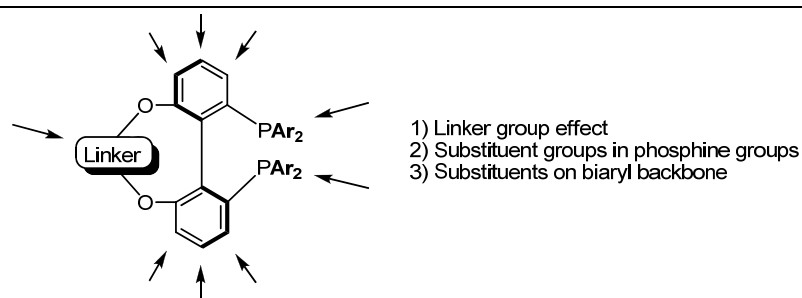 O
PAr2
Linker
PAr2
O
1) Linker group effect
2) Substituent groups in phosphine groups
3) Substituents on biaryl backbone